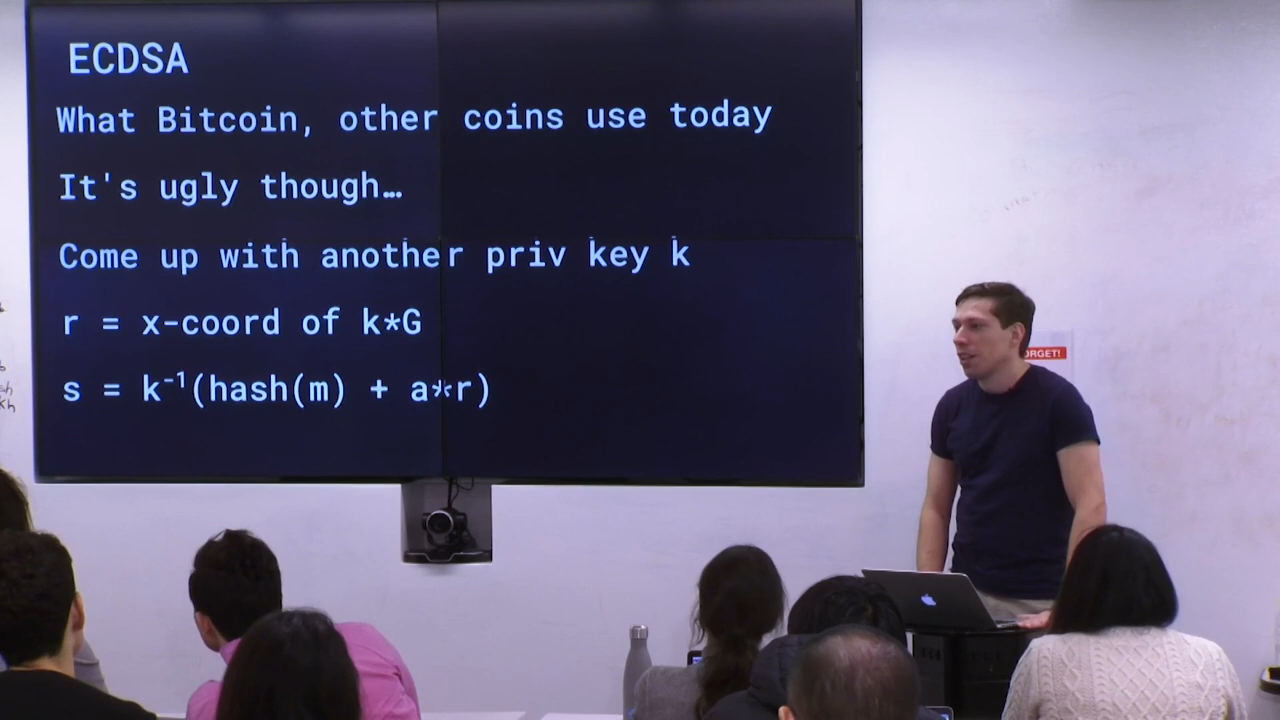 ECDSA
What Bitcoin, other coins use today
It's ugly though…
Come up with another priv key k
r = x-coord of k*G
s = k⁻¹(hash(m) + a*r)
ORGET!